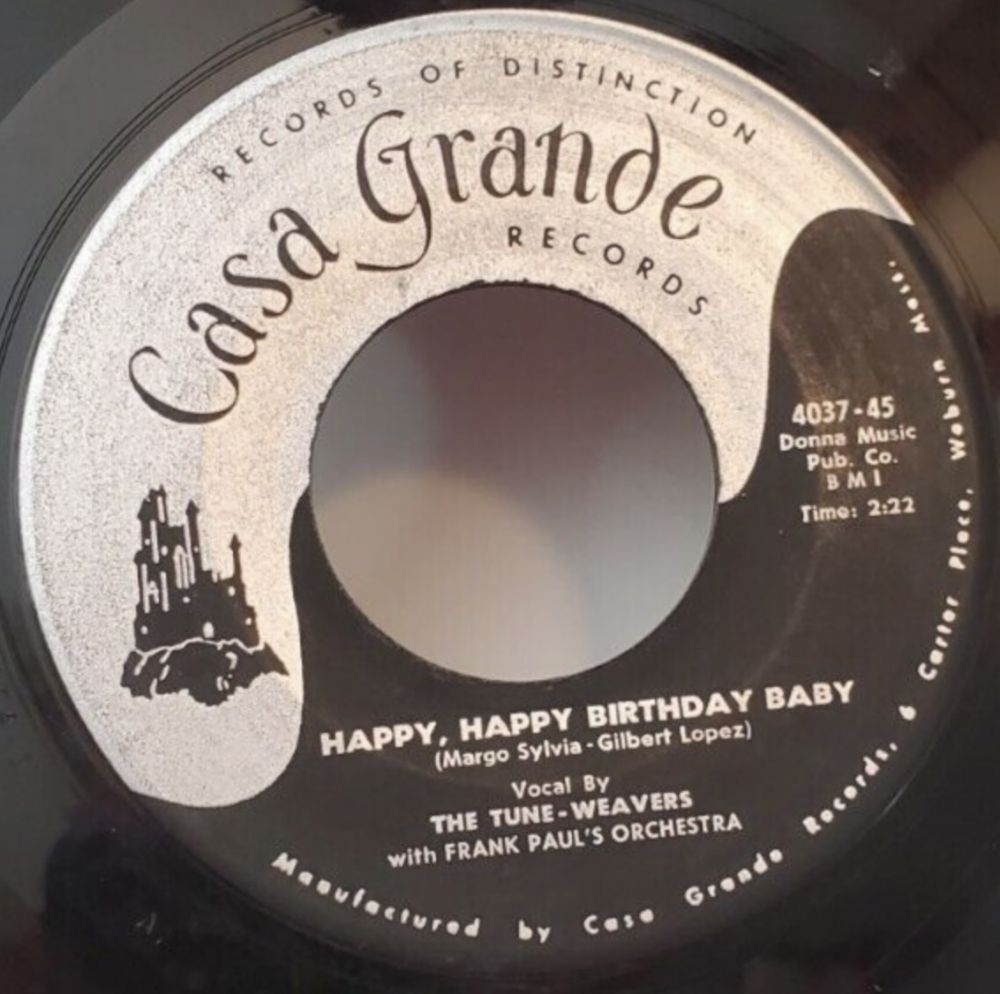 RECORDS OF DISTINCTION
Casa Grande
RECORDS
4037-45
Donna Music
Pub. Co.
BMI
Time: 2:22
HAPPY, HAPPY BIRTHDAY BABY
(Margo Sylvia-Gilbert Lopez)
Vocal By
THE TUNE-WEAVERS
with FRANK PAUL'S ORCHESTRA
Manufactured by Casa Grande Records, 6 Carter Place, Woburn, Mass.